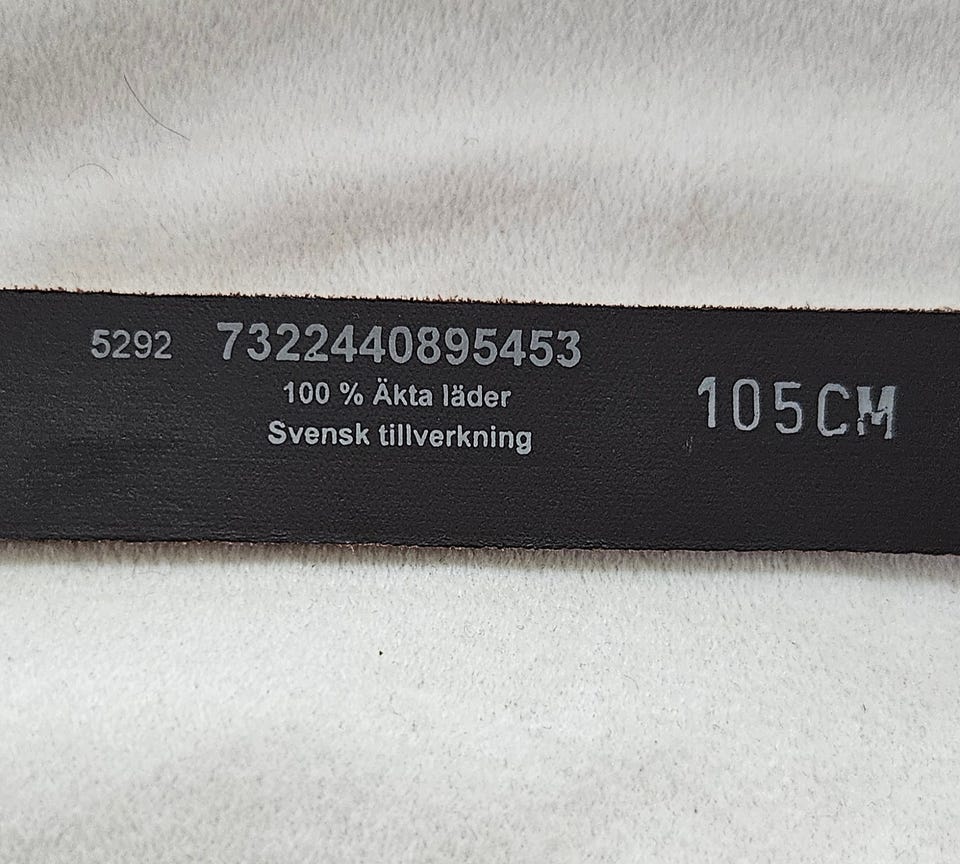 5292 7322440895453
100 % Äkta läder
Svensk tillverkning
105CM